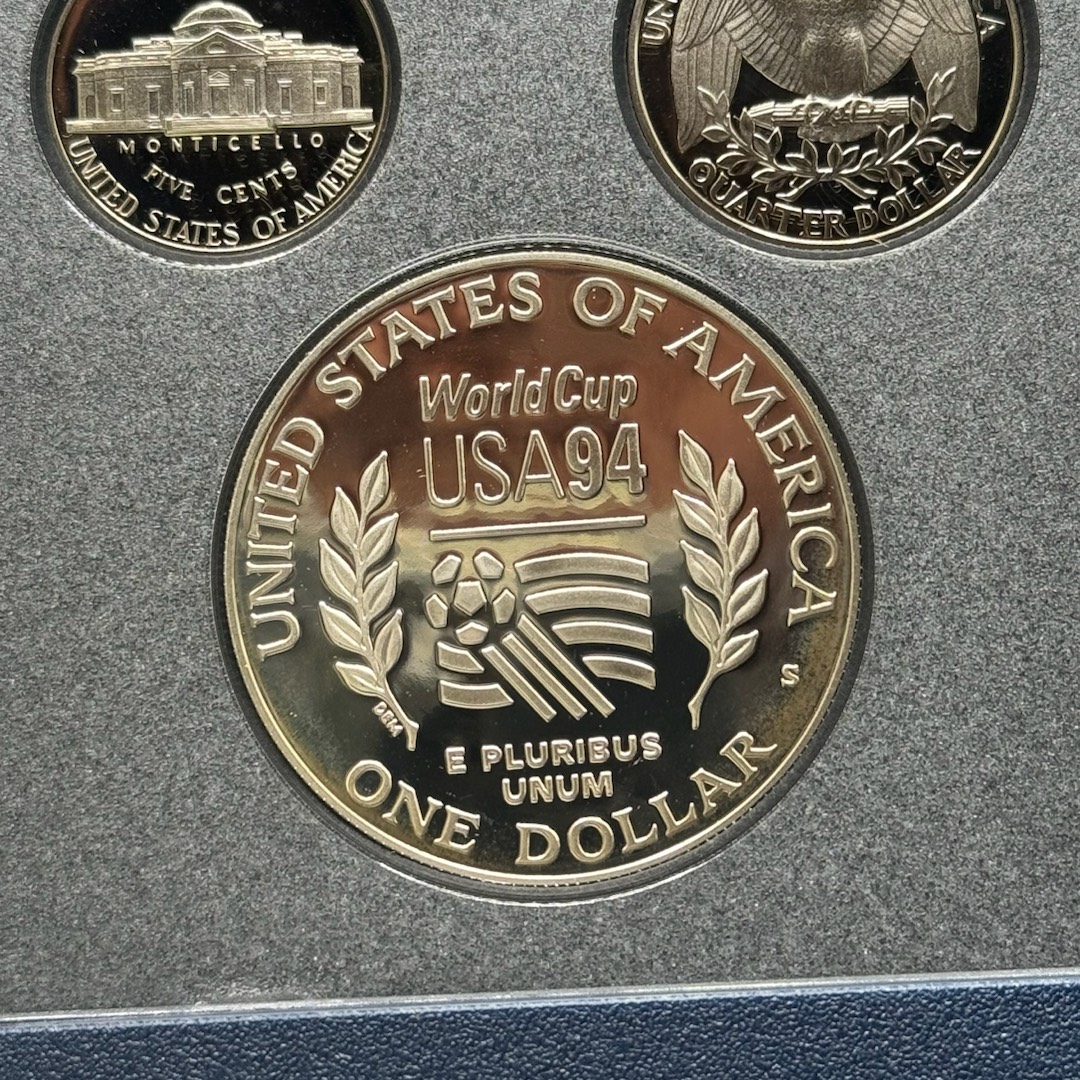 MONTICELLO
FIVE CENTS
UNITED STATES OF AMERICA
QUARTER DOLLAR
UNITED STATES OF AMERICA
World Cup
USA94
DEM
S
E PLURIBUS
UNUM
ONE DOLLAR